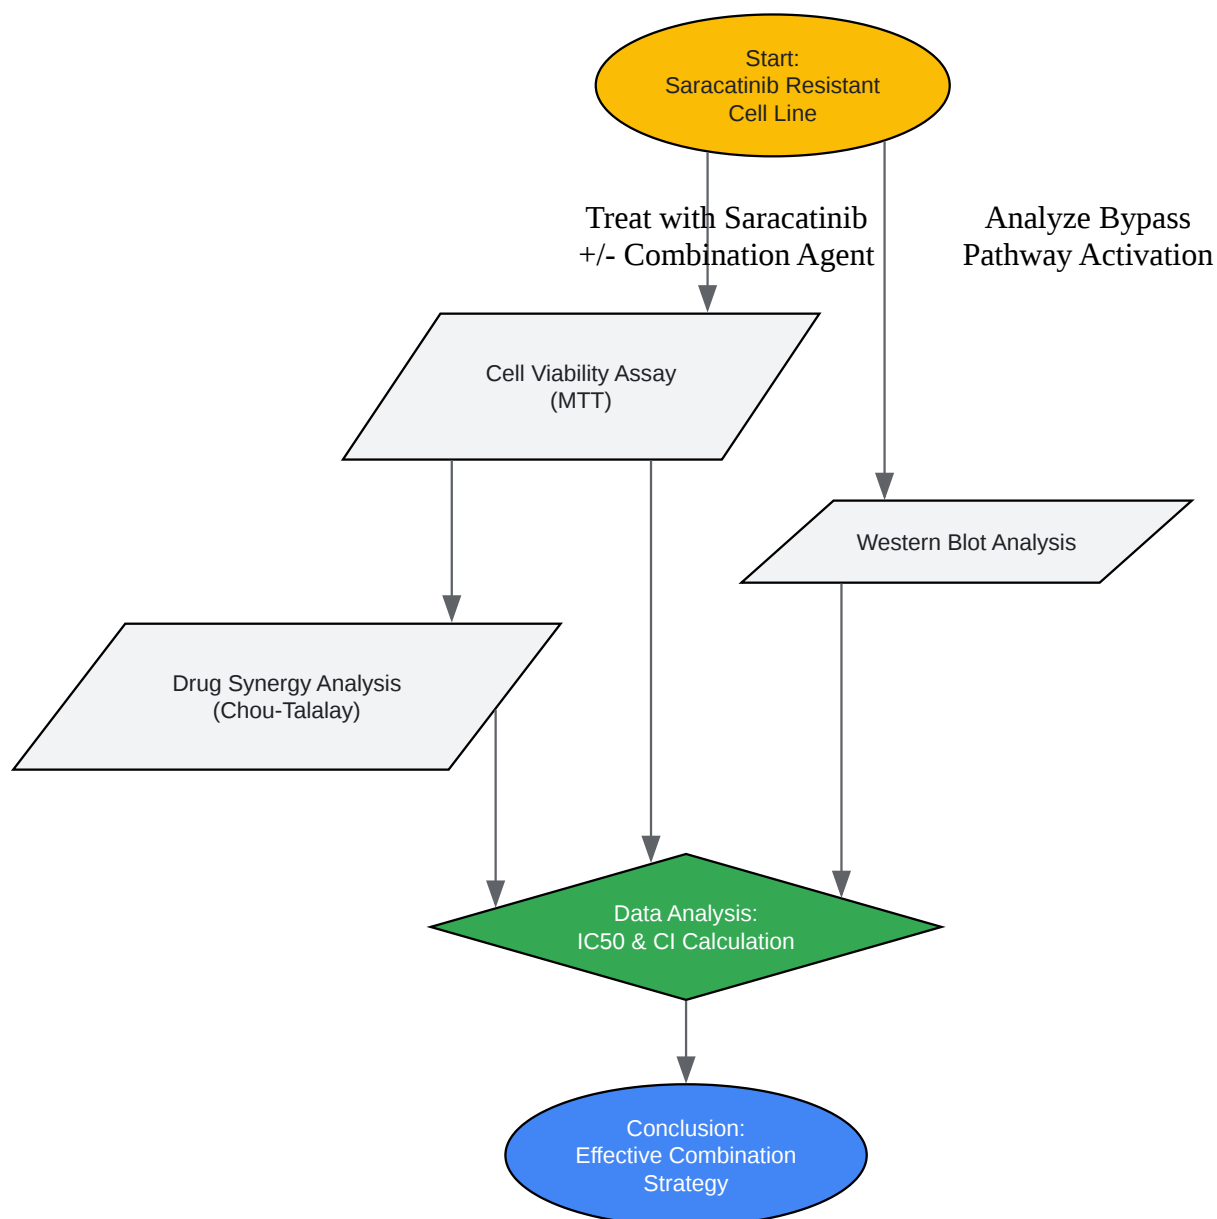 Start:
Saracatinib Resistant
Cell Line
Treat with Saracatinib
+/- Combination Agent
Analyze Bypass
Pathway Activation
Cell Viability Assay
(MTT)
Western Blot Analysis
Drug Synergy Analysis
(Chou-Talalay)
Data Analysis:
IC50 & CI Calculation
Conclusion:
Effective Combination
Strategy